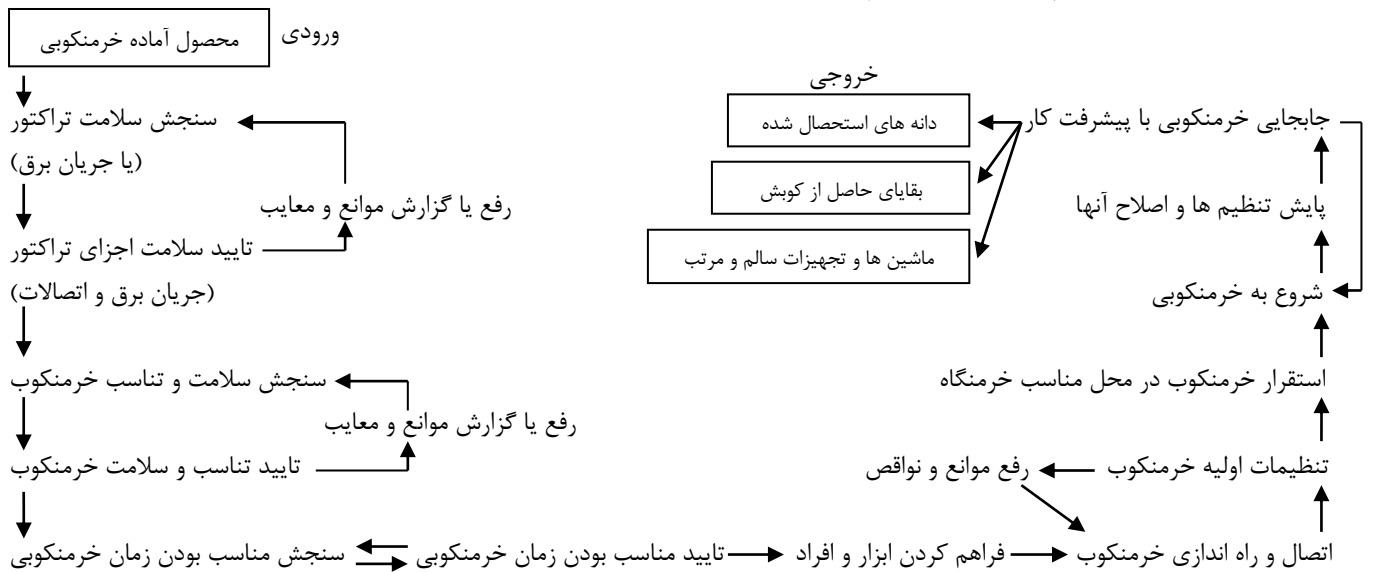 ورودی
محصول آماده خرمنکوبی
سنجش سلامت تراکتور
(یا جریان برق)
رفع یا گزارش موانع و معایب
تایید سلامت اجزای تراکتور
(جریان برق و اتصالات)
سنجش سلامت و تناسب خرمنکوب
رفع یا گزارش موانع و معایب
تایید تناسب و سلامت خرمنکوب
سنجش مناسب بودن زمان خرمنکوبی
تایید مناسب بودن زمان خرمنکوبی
فراهم کردن ابزار و افراد
اتصال و راه اندازی خرمنکوب
رفع موانع و نواقص
تنظیمات اولیه خرمنکوب
استقرار خرمنکوب در محل مناسب خرمنگاه
شروع به خرمنکوبی
پایش تنظیم ها و اصلاح آنها
جابجایی خرمنکوبی با پیشرفت کار
خروجی
دانه های استحصال شده
بقایای حاصل از کوبش
ماشین ها و تجهیزات سالم و مرتب